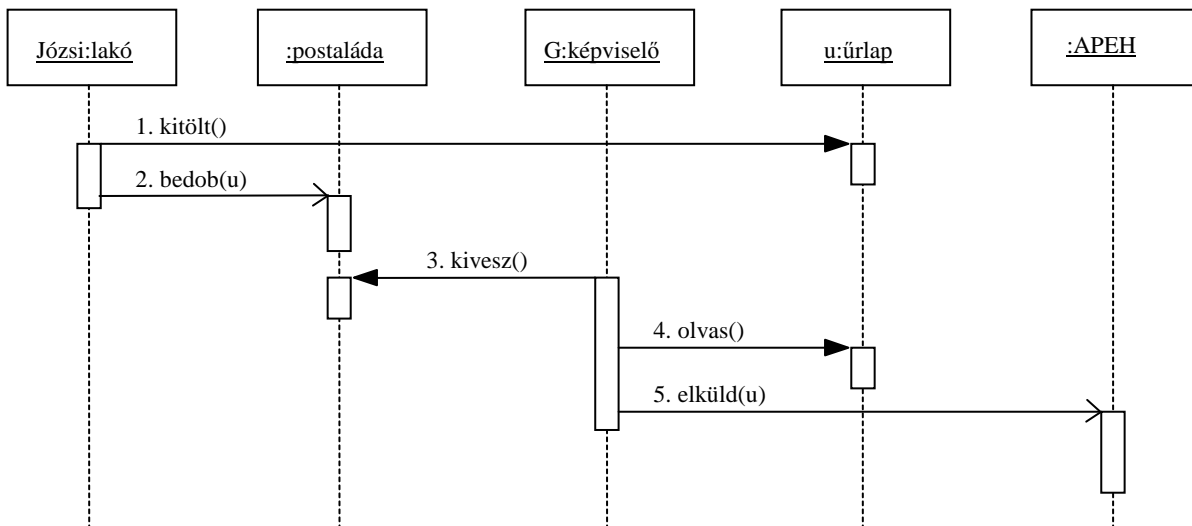 Józsi:lakó
:postaláda
G:képviselő
u:űrlap
:APEH
1. kitölt()
2. bedob(u)
3. kivesz()
4. olvas()
5. elküld(u)